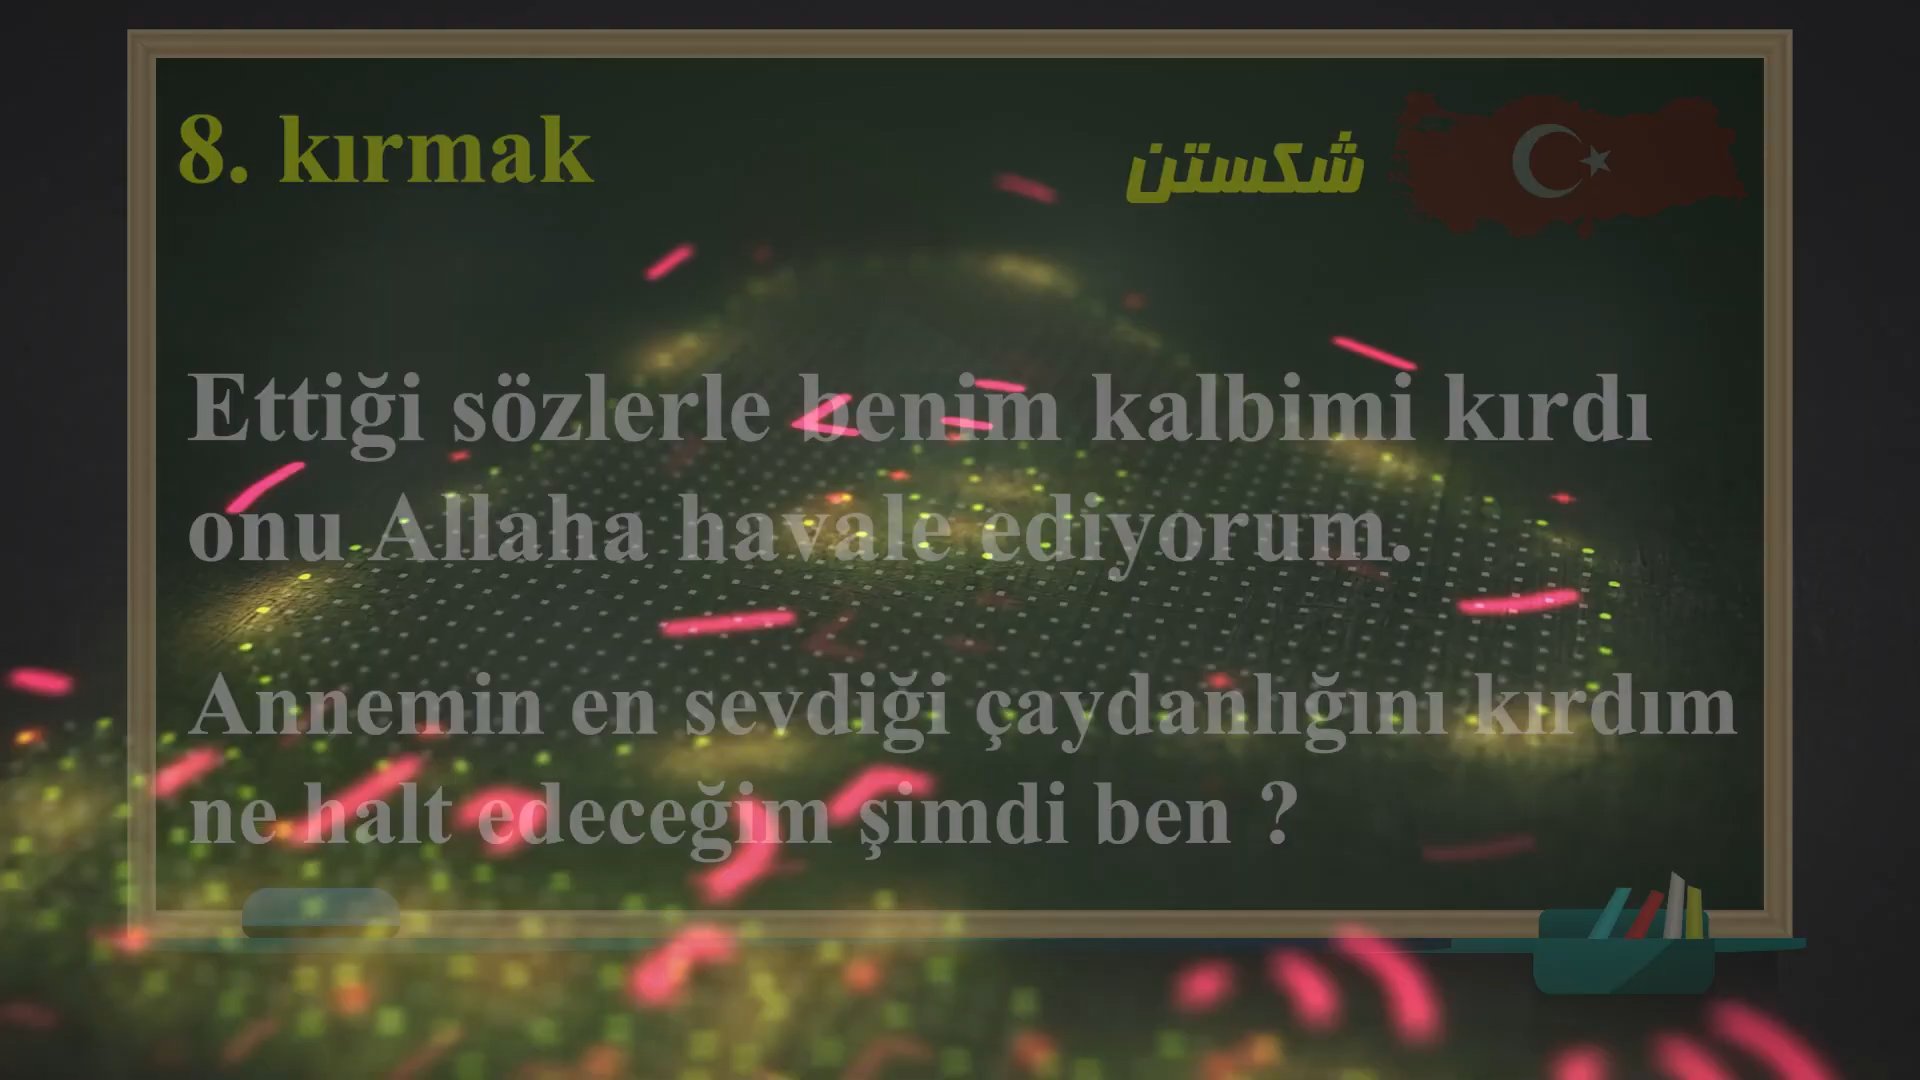 8. kırmak
شکستن
Ettiği sözlerle benim kalbimi kırdı
onu Allaha havale ediyorum.
Annemin en sevdiği çaydanlığını kırdım
ne halt edeceğim şimdi ben ?